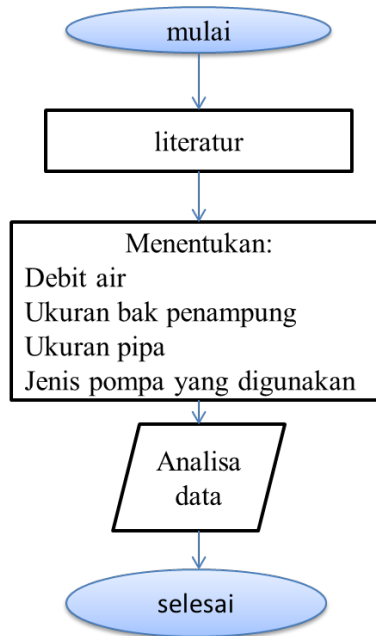 mulai
literatur
Menentukan:
Debit air
Ukuran bak penampung
Ukuran pipa
Jenis pompa yang digunakan
Analisa
data
selesai